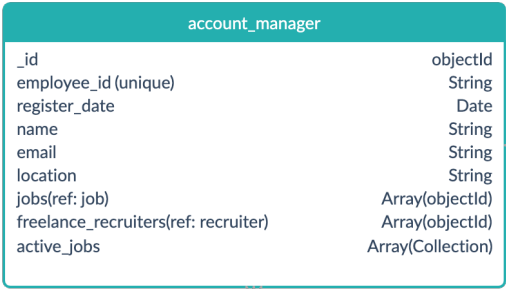 account_manager
_id objectId
employee_id (unique) String
register_date Date
name String
email String
location String
jobs(ref: job) Array(objectId)
freelance_recruiters(ref: recruiter) Array(objectId)
active_jobs Array(Collection)